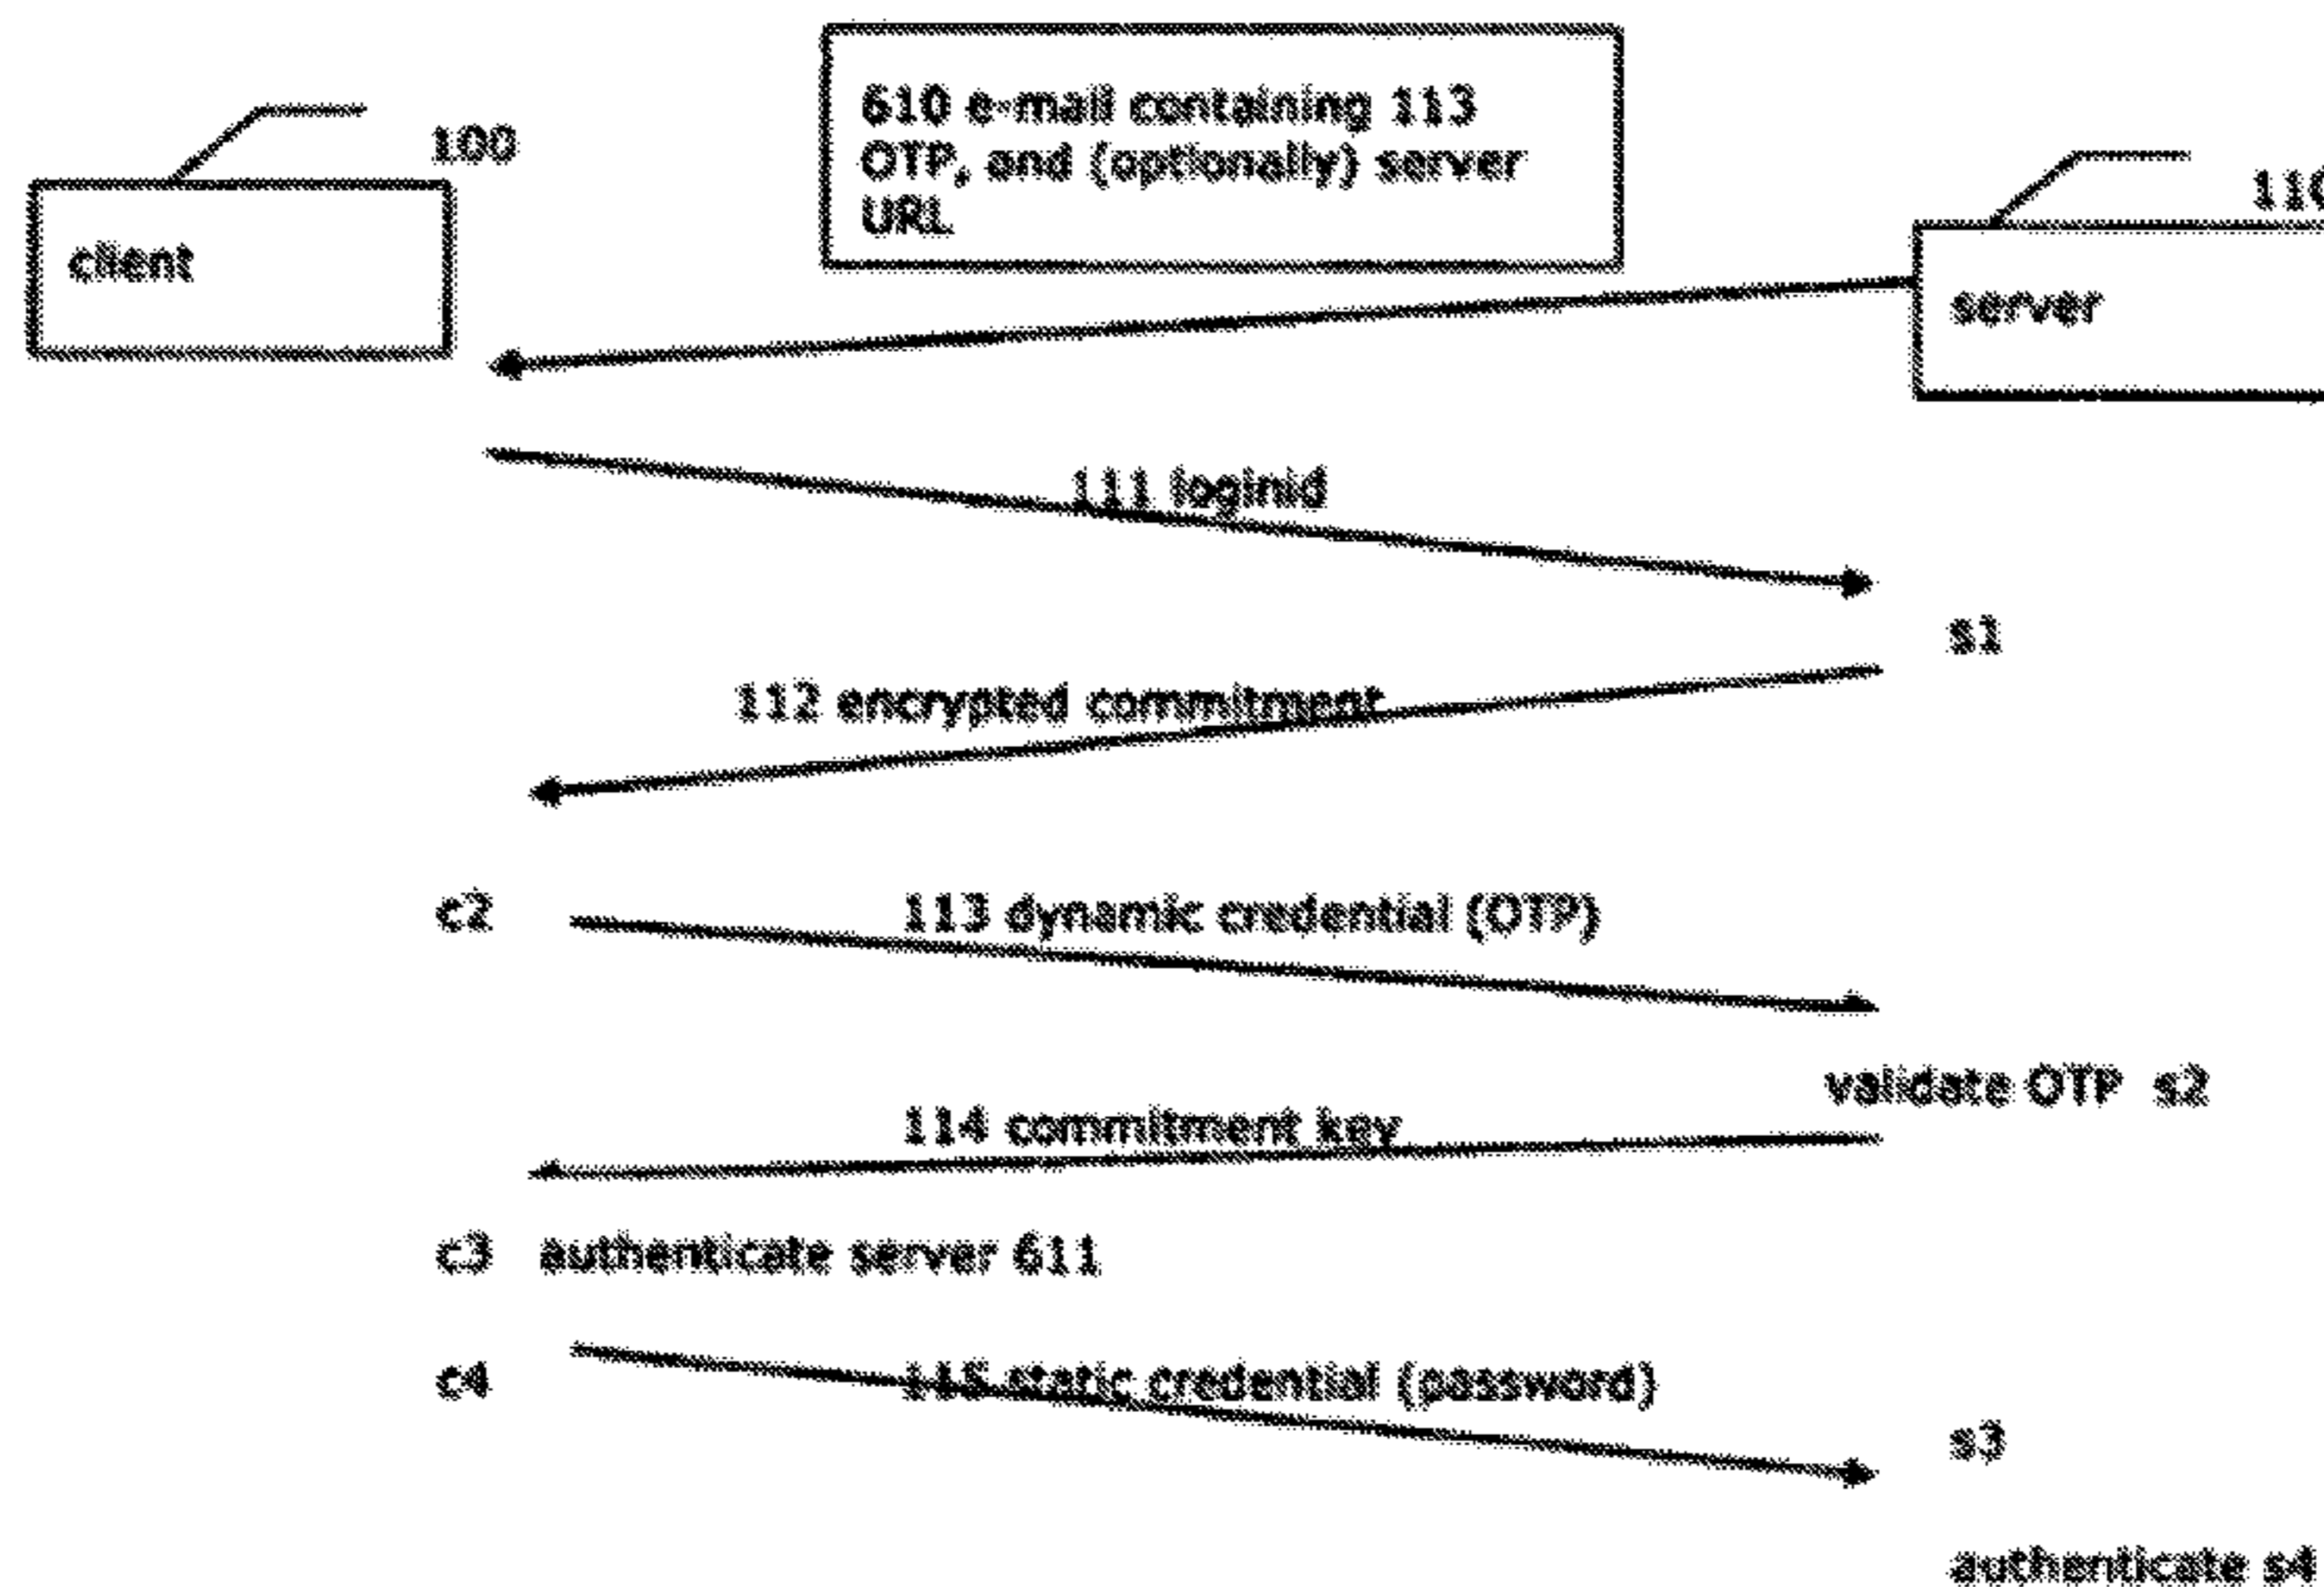 100
610 e-mail containing 113
OTP, and (optionally) server
URL
110
client
server
111 loginid
s1
112 encrypted commitment
c2
113 dynamic credential (OTP)
validate OTP s2
114 commitment key
c3 authenticate server 611
c4
115 static credential (password)
s3
authenticate s4